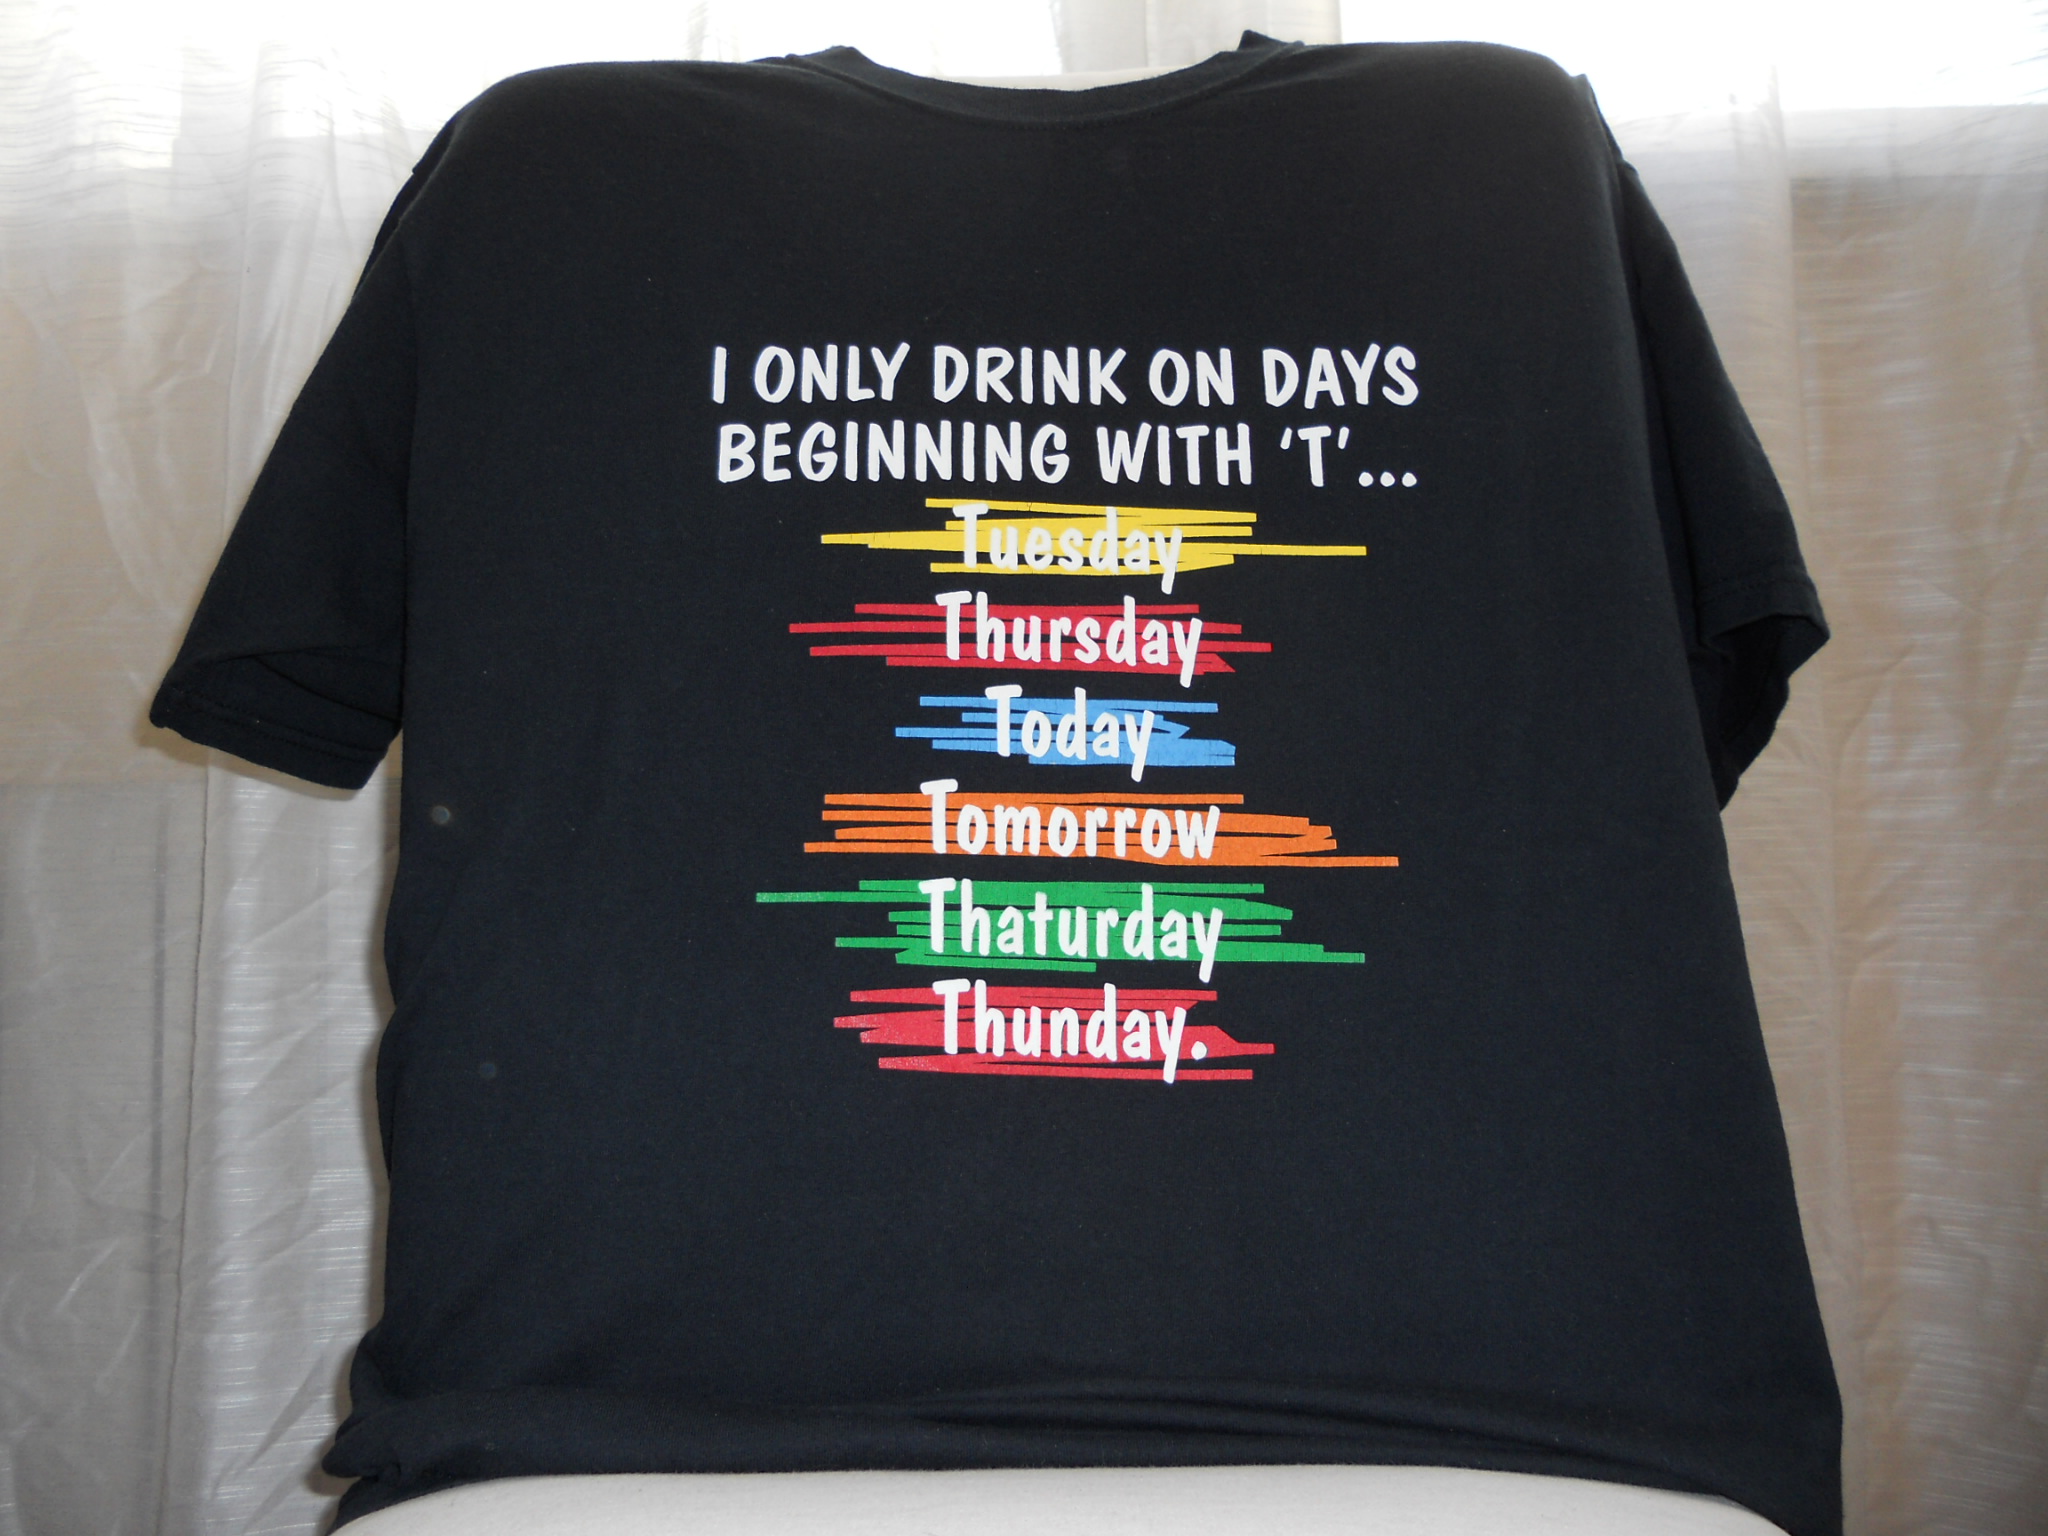 I ONLY DRINK ON DAYS
BEGINNING WITH ‘T’...
Tuesday
Thursday
Today
Tomorrow
Thaturday
Thunday.